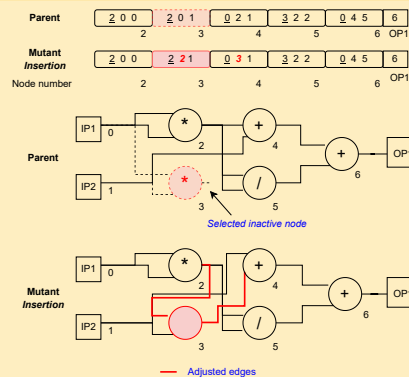 Parent 2 0 0 2 0 1 0 2 1 3 2 2 0 4 5 6
2 3 4 5 6 OP1
Mutant
Insertion 2 0 0 2 2 1 0 3 1 3 2 2 0 4 5 6
OP1
Node number 2 3 4 5 6
Parent
IP1 0 * 2 + 4 + 6 OP1
IP2 1 * 3 / 5
Selected inactive node
Mutant
Insertion
IP1 0 * 2 + 4 + 6 OP1
IP2 1 3 / 5
Adjusted edges